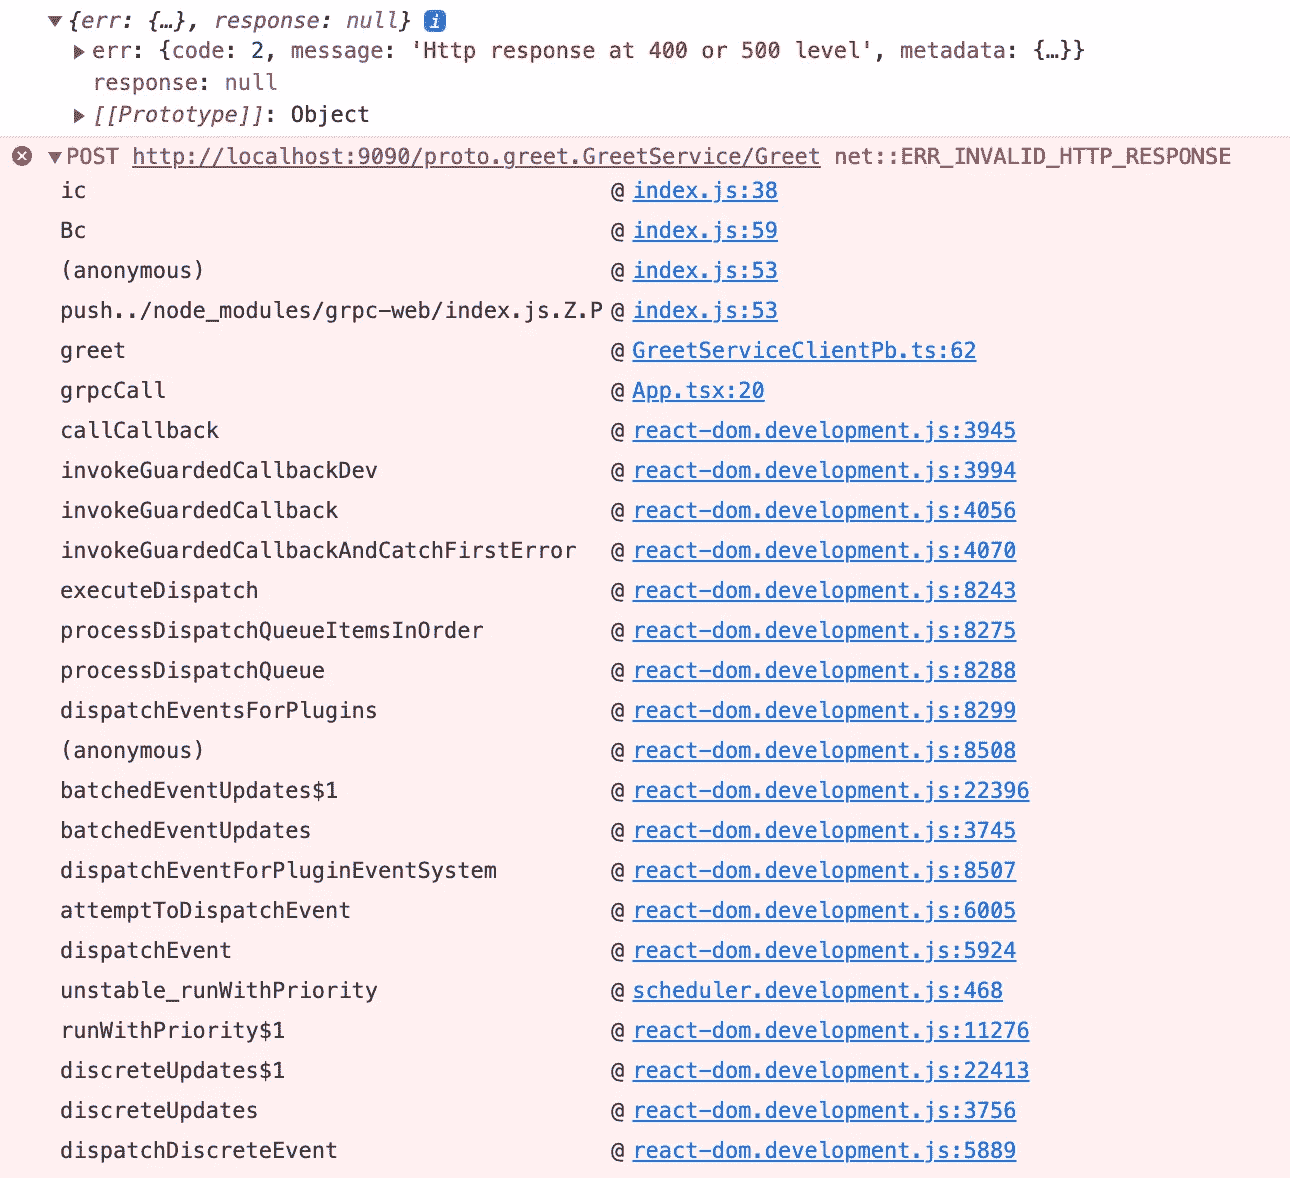 ▼{err: {…}, response: null} i
▶err: {code: 2, message: 'Http response at 400 or 500 level', metadata: {…}}
response: null
▶[[Prototype]]: Object
▼POST http://localhost:9090/proto.greet.GreetService/Greet net::ERR_INVALID_HTTP_RESPONSE
ic @ index.js:38
Bc @ index.js:59
(anonymous) @ index.js:53
push../node_modules/grpc-web/index.js.Z.P @ index.js:53
greet @ GreetServiceClientPb.ts:62
grpcCall @ App.tsx:20
callCallback @ react-dom.development.js:3945
invokeGuardedCallbackDev @ react-dom.development.js:3994
invokeGuardedCallback @ react-dom.development.js:4056
invokeGuardedCallbackAndCatchFirstError @ react-dom.development.js:4070
executeDispatch @ react-dom.development.js:8243
processDispatchQueueItemsInOrder @ react-dom.development.js:8275
processDispatchQueue @ react-dom.development.js:8288
dispatchEventsForPlugins @ react-dom.development.js:8299
(anonymous) @ react-dom.development.js:8508
batchedEventUpdates$1 @ react-dom.development.js:22396
batchedEventUpdates @ react-dom.development.js:3745
dispatchEventForPluginEventSystem @ react-dom.development.js:8507
attemptToDispatchEvent @ react-dom.development.js:6005
dispatchEvent @ react-dom.development.js:5924
unstable_runWithPriority @ scheduler.development.js:468
runWithPriority$1 @ react-dom.development.js:11276
discreteUpdates$1 @ react-dom.development.js:22413
discreteUpdates @ react-dom.development.js:3756
dispatchDiscreteEvent @ react-dom.development.js:5889